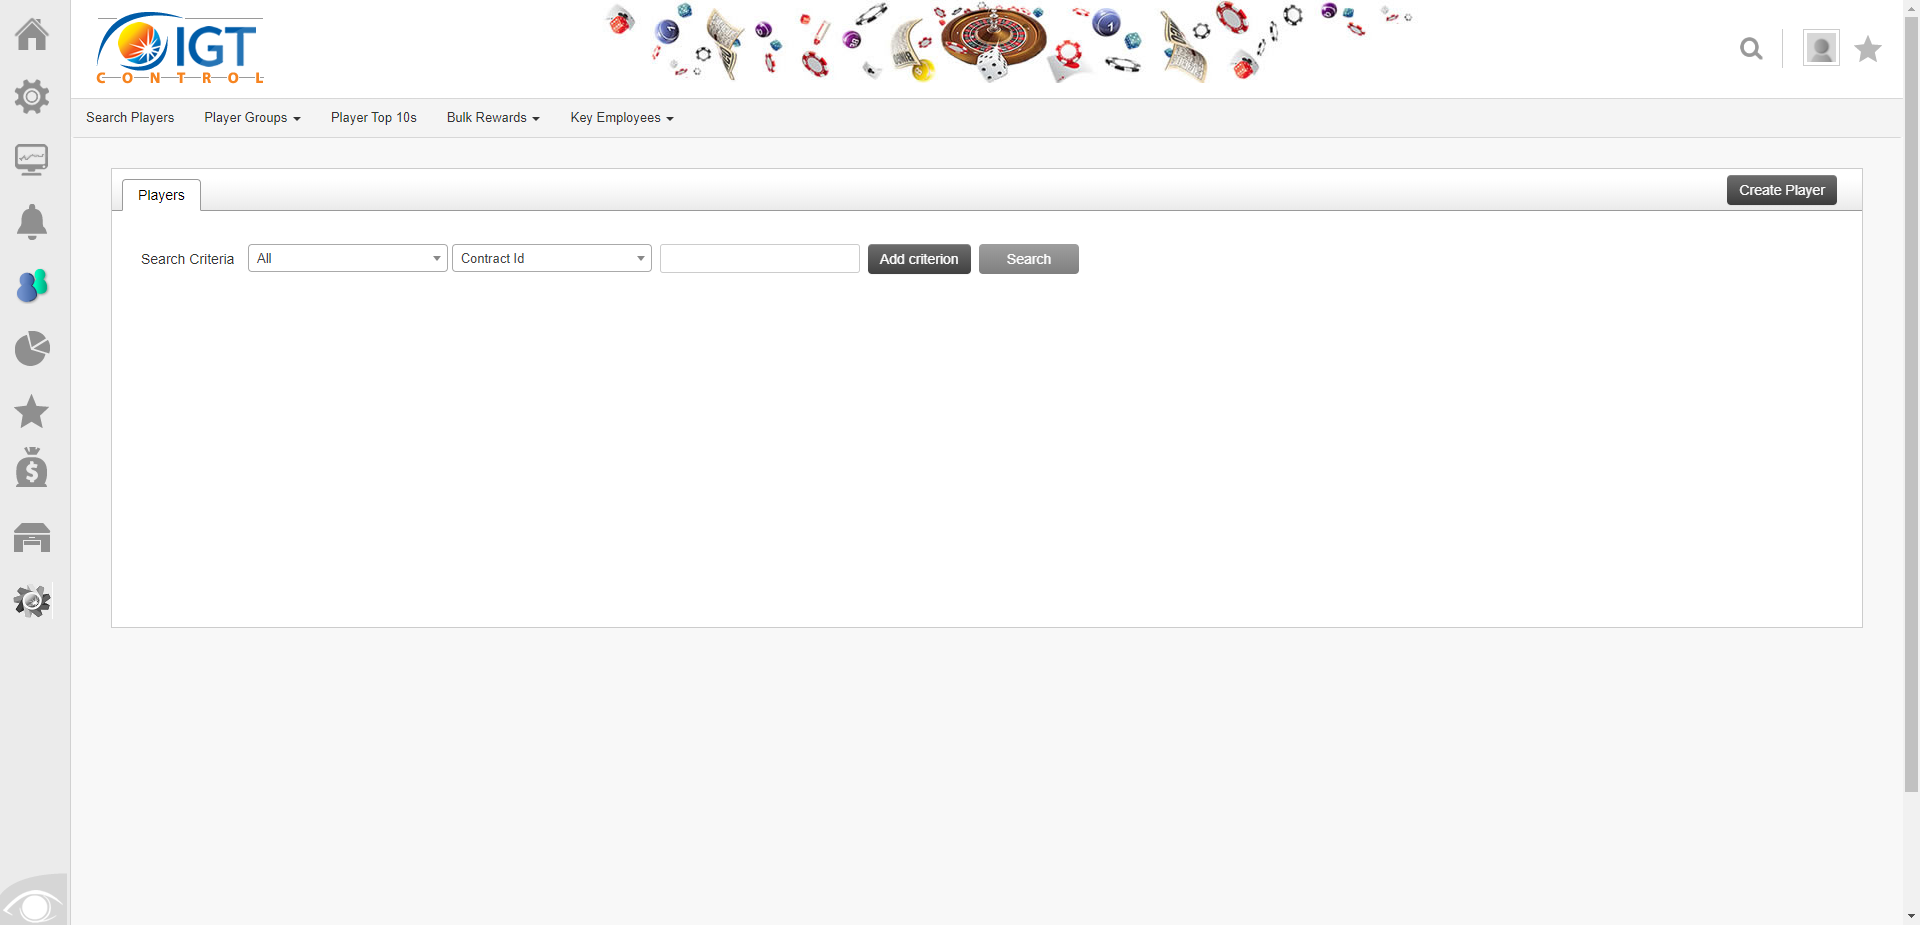 IGT
CONTROL
Search Players
Player Groups
Player Top 10s
Bulk Rewards
Key Employees
Players
Create Player
Search Criteria
All
Contract Id
Add criterion
Search